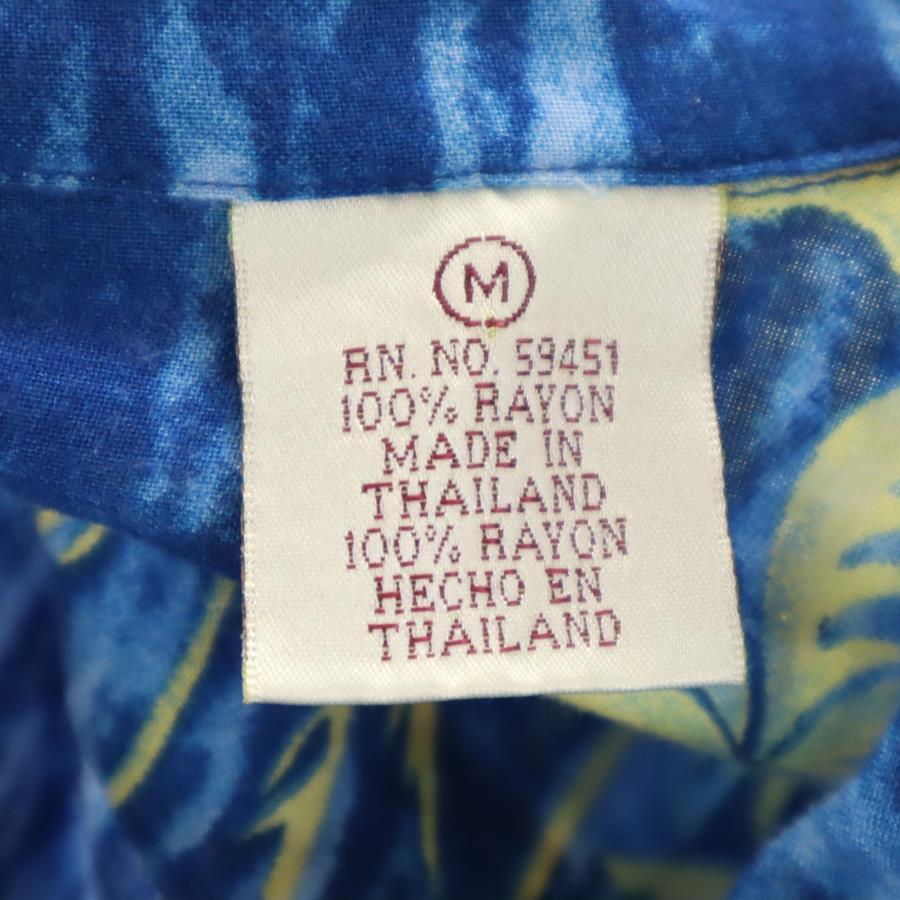 M
RN. NO. 59451
100% RAYON
MADE IN
THAILAND
100% RAYON
HECHO EN
THAILAND